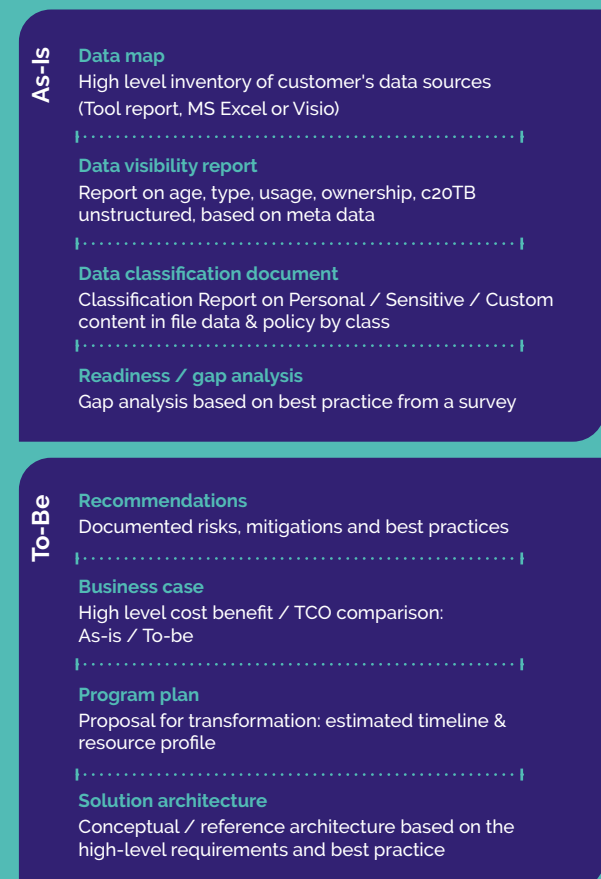 As-Is
Data map
High level inventory of customer's data sources
(Tool report, MS Excel or Visio)
Data visibility report
Report on age, type, usage, ownership, c20TB
unstructured, based on meta data
Data classification document
Classification Report on Personal / Sensitive / Custom
content in file data & policy by class
Readiness / gap analysis
Gap analysis based on best practice from a survey
To-Be
Recommendations
Documented risks, mitigations and best practices
Business case
High level cost benefit / TCO comparison:
As-is / To-be
Program plan
Proposal for transformation: estimated timeline &
resource profile
Solution architecture
Conceptual / reference architecture based on the
high-level requirements and best practice